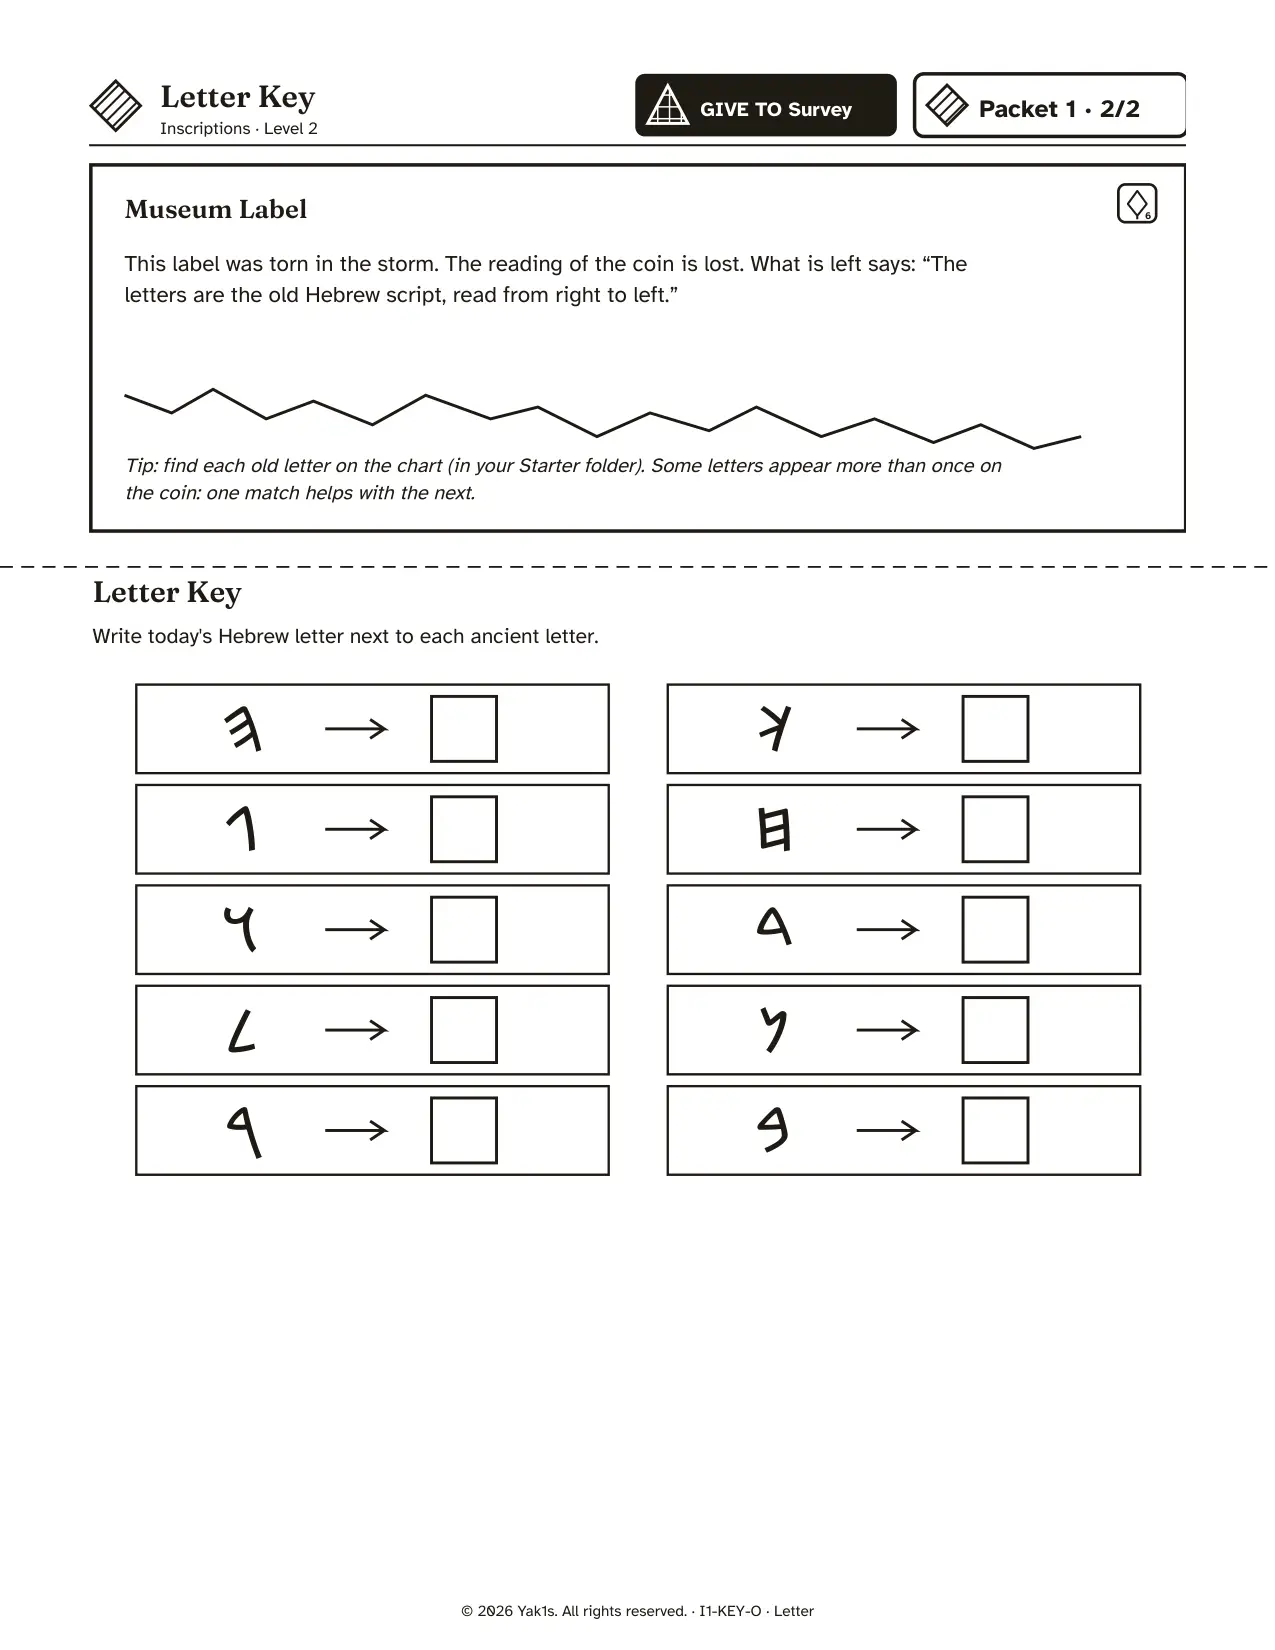 Letter Key
Inscriptions · Level 2
GIVE TO Survey
Packet 1 · 2/2
Museum Label
6
This label was torn in the storm. The reading of the coin is lost. What is left says: “The
letters are the old Hebrew script, read from right to left.”
Tip: find each old letter on the chart (in your Starter folder). Some letters appear more than once on
the coin: one match helps with the next.
Letter Key
Write today's Hebrew letter next to each ancient letter.
𐤄 → 𐤀 →
𐤂 → 𐤇 →
𐤅 → 𐤃 →
𐤋 → 𐤍 →
𐤓 → 𐤁 →
© 2026 Yak1s. All rights reserved. · I1-KEY-O · Letter